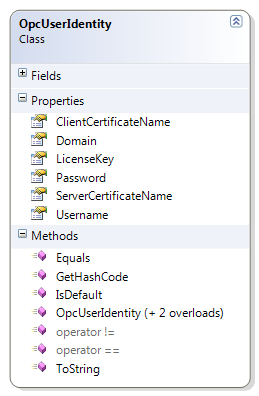 OpcUserIdentity
Class
Fields
Properties
ClientCertificateName
Domain
LicenseKey
Password
ServerCertificateName
Username
Methods
Equals
GetHashCode
IsDefault
OpcUserIdentity (+ 2 overloads)
operator !=
operator ==
ToString